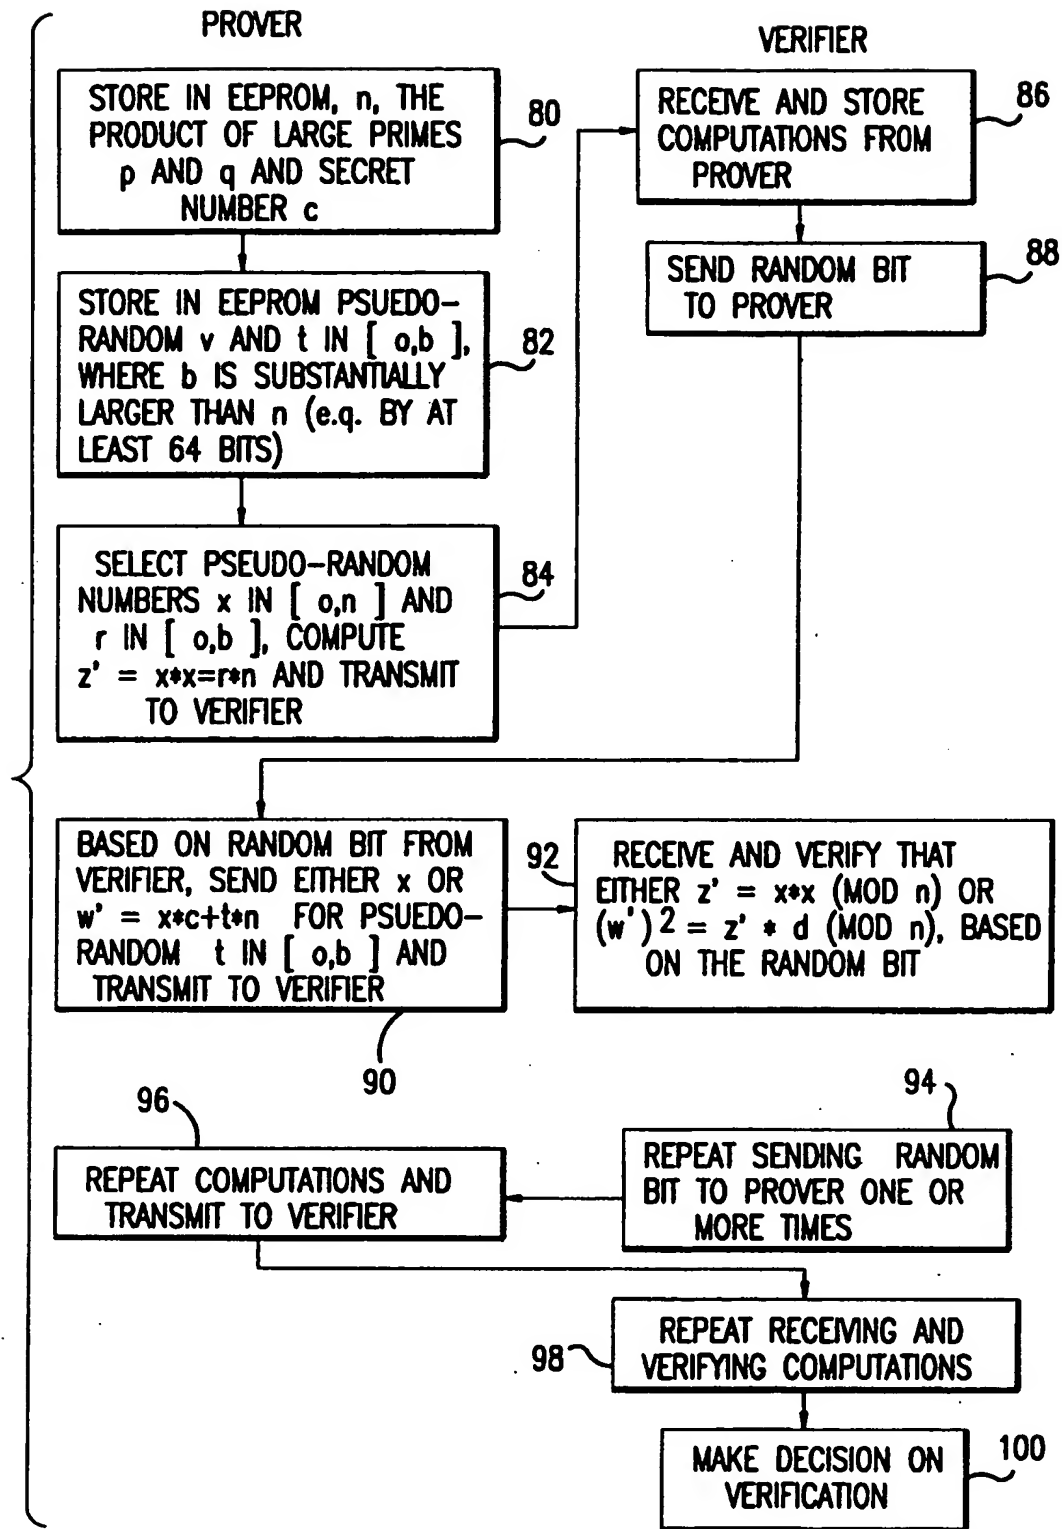 PROVER
STORE IN EEPROM, n, THE
PRODUCT OF LARGE PRIMES
p AND q AND SECRET
NUMBER c
80
STORE IN EEPROM PSUEDO-
RANDOM v AND t IN [ o,b ],
WHERE b IS SUBSTANTIALLY
LARGER THAN n (e.q. BY AT
LEAST 64 BITS)
82
SELECT PSEUDO-RANDOM
NUMBERS x IN [ o,n ] AND
r IN [ o,b ], COMPUTE
z' = x*x=r*n AND TRANSMIT
TO VERIFIER
84
VERIFIER
RECEIVE AND STORE
COMPUTATIONS FROM
PROVER
86
SEND RANDOM BIT
TO PROVER
88
BASED ON RANDOM BIT FROM
VERIFIER, SEND EITHER x OR
w' = x*c+t*n FOR PSUEDO-
RANDOM t IN [ o,b ] AND
TRANSMIT TO VERIFIER
90
92
RECEIVE AND VERIFY THAT
EITHER z' = x*x (MOD n) OR
(w')2 = z' * d (MOD n), BASED
ON THE RANDOM BIT
94
REPEAT SENDING RANDOM
BIT TO PROVER ONE OR
MORE TIMES
96
REPEAT COMPUTATIONS AND
TRANSMIT TO VERIFIER
REPEAT RECEIVING AND
VERIFYING COMPUTATIONS
98
MAKE DECISION ON
VERIFICATION
100